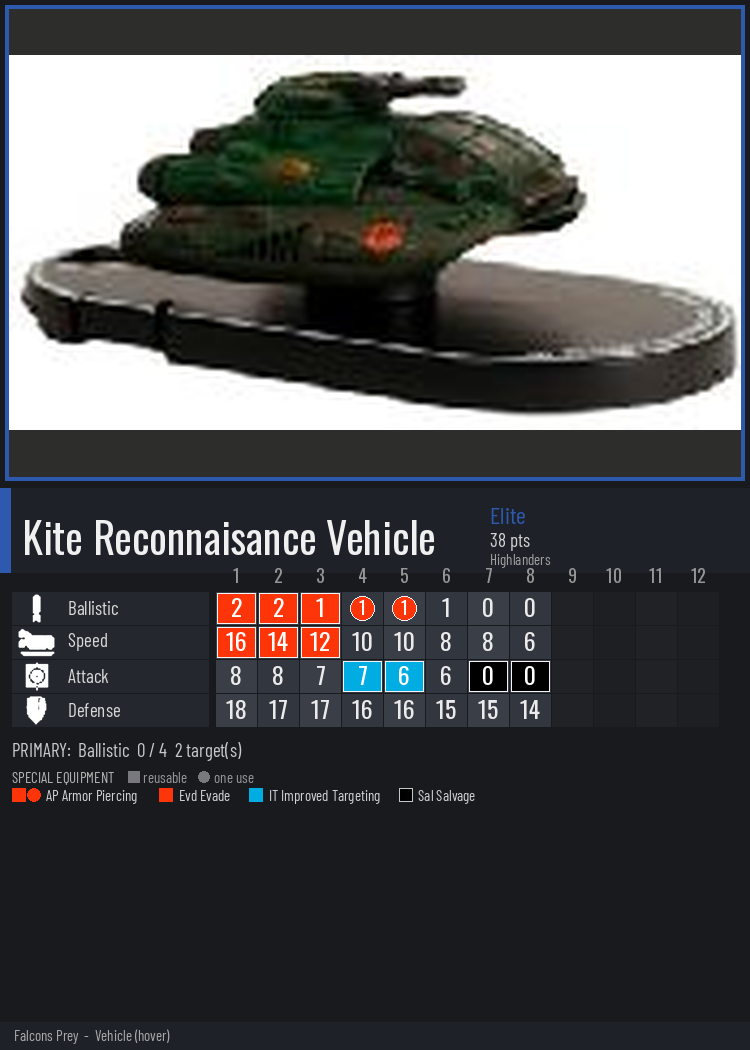 Kite Reconnaisance Vehicle
Elite
38 pts
Highlanders
1 2 3 4 5 6 7 8 9 10 11 12
Ballistic 2 2 1 1 1 1 0 0
Speed 16 14 12 10 10 8 8 6
Attack 8 8 7 7 6 6 0 0
Defense 18 17 17 16 16 15 15 14
PRIMARY: Ballistic 0 / 4 2 target(s)
SPECIAL EQUIPMENT reusable one use
AP Armor Piercing Evd Evade IT Improved Targeting Sal Salvage
Falcons Prey - Vehicle (hover)